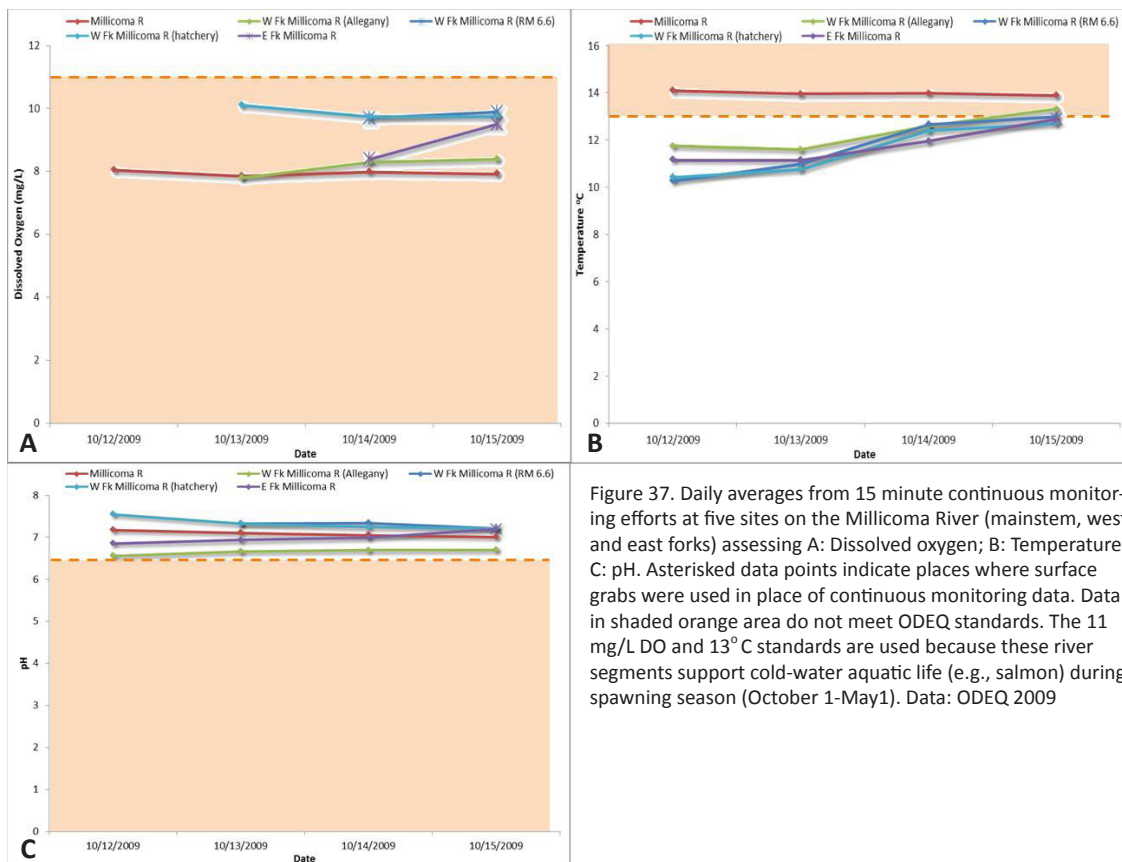 Millicoma R W Fk Millicoma R (Allegany) W Fk Millicoma R (RM 6.6)
W Fk Millicoma R (hatchery) E Fk Millicoma R
12
10
8
6
4
2
0
Dissolved Oxygen (mg/L)
10/12/2009 10/13/2009 10/14/2009 10/15/2009
Date
A
Millicoma R W Fk Millicoma R (Allegany) W Fk Millicoma R (RM 6.6)
W Fk Millicoma R (hatchery) E Fk Millicoma R
16
14
12
10
8
6
4
2
0
Temperature °C
10/12/2009 10/13/2009 10/14/2009 10/15/2009
Date
B
Millicoma R W Fk Millicoma R (Allegany) W Fk Millicoma R (RM 6.6)
W Fk Millicoma R (hatchery) E Fk Millicoma R
8
7
6
5
4
3
2
1
0
pH
10/12/2009 10/13/2009 10/14/2009 10/15/2009
Date
C
Figure 37. Daily averages from 15 minute continuous monitor-
ing efforts at five sites on the Millicoma River (mainstem, west
and east forks) assessing A: Dissolved oxygen; B: Temperature
C: pH. Asterisked data points indicate places where surface
grabs were used in place of continuous monitoring data. Data
in shaded orange area do not meet ODEQ standards. The 11
mg/L DO and 13° C standards are used because these river
segments support cold-water aquatic life (e.g., salmon) during
spawning season (October 1-May1). Data: ODEQ 2009